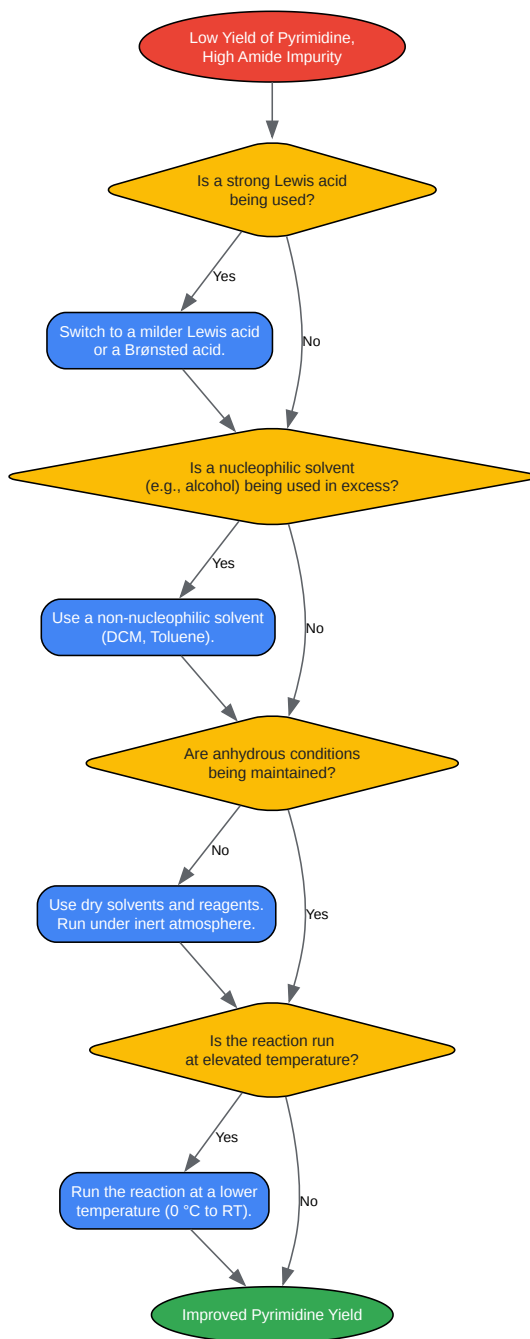 Low Yield of Pyrimidine,
High Amide Impurity
Is a strong Lewis acid
being used?
Yes
Switch to a milder Lewis acid
or a Brønsted acid.
No
Is a nucleophilic solvent
(e.g., alcohol) being used in excess?
Yes
Use a non-nucleophilic solvent
(DCM, Toluene).
No
Are anhydrous conditions
being maintained?
No
Use dry solvents and reagents.
Run under inert atmosphere.
Yes
Is the reaction run
at elevated temperature?
Yes
Run the reaction at a lower
temperature (0 °C to RT).
No
Improved Pyrimidine Yield